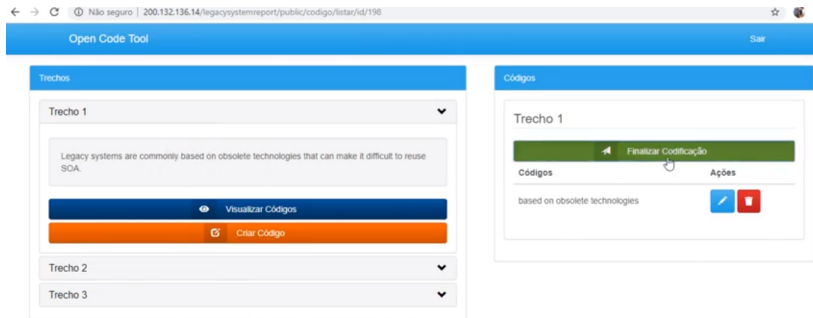 Não seguro | 200.132.136.14/legacysystemreport/public/codigo/listar/id/198
Open Code Tool
Sair
Trechos
Trecho 1
Legacy systems are commonly based on obsolete technologies that can make it difficult to reuse
SOA.
Visualizar Códigos
Criar Código
Trecho 2
Trecho 3
Códigos
Trecho 1
Finalizar Codificação
Códigos Ações
based on obsolete technologies